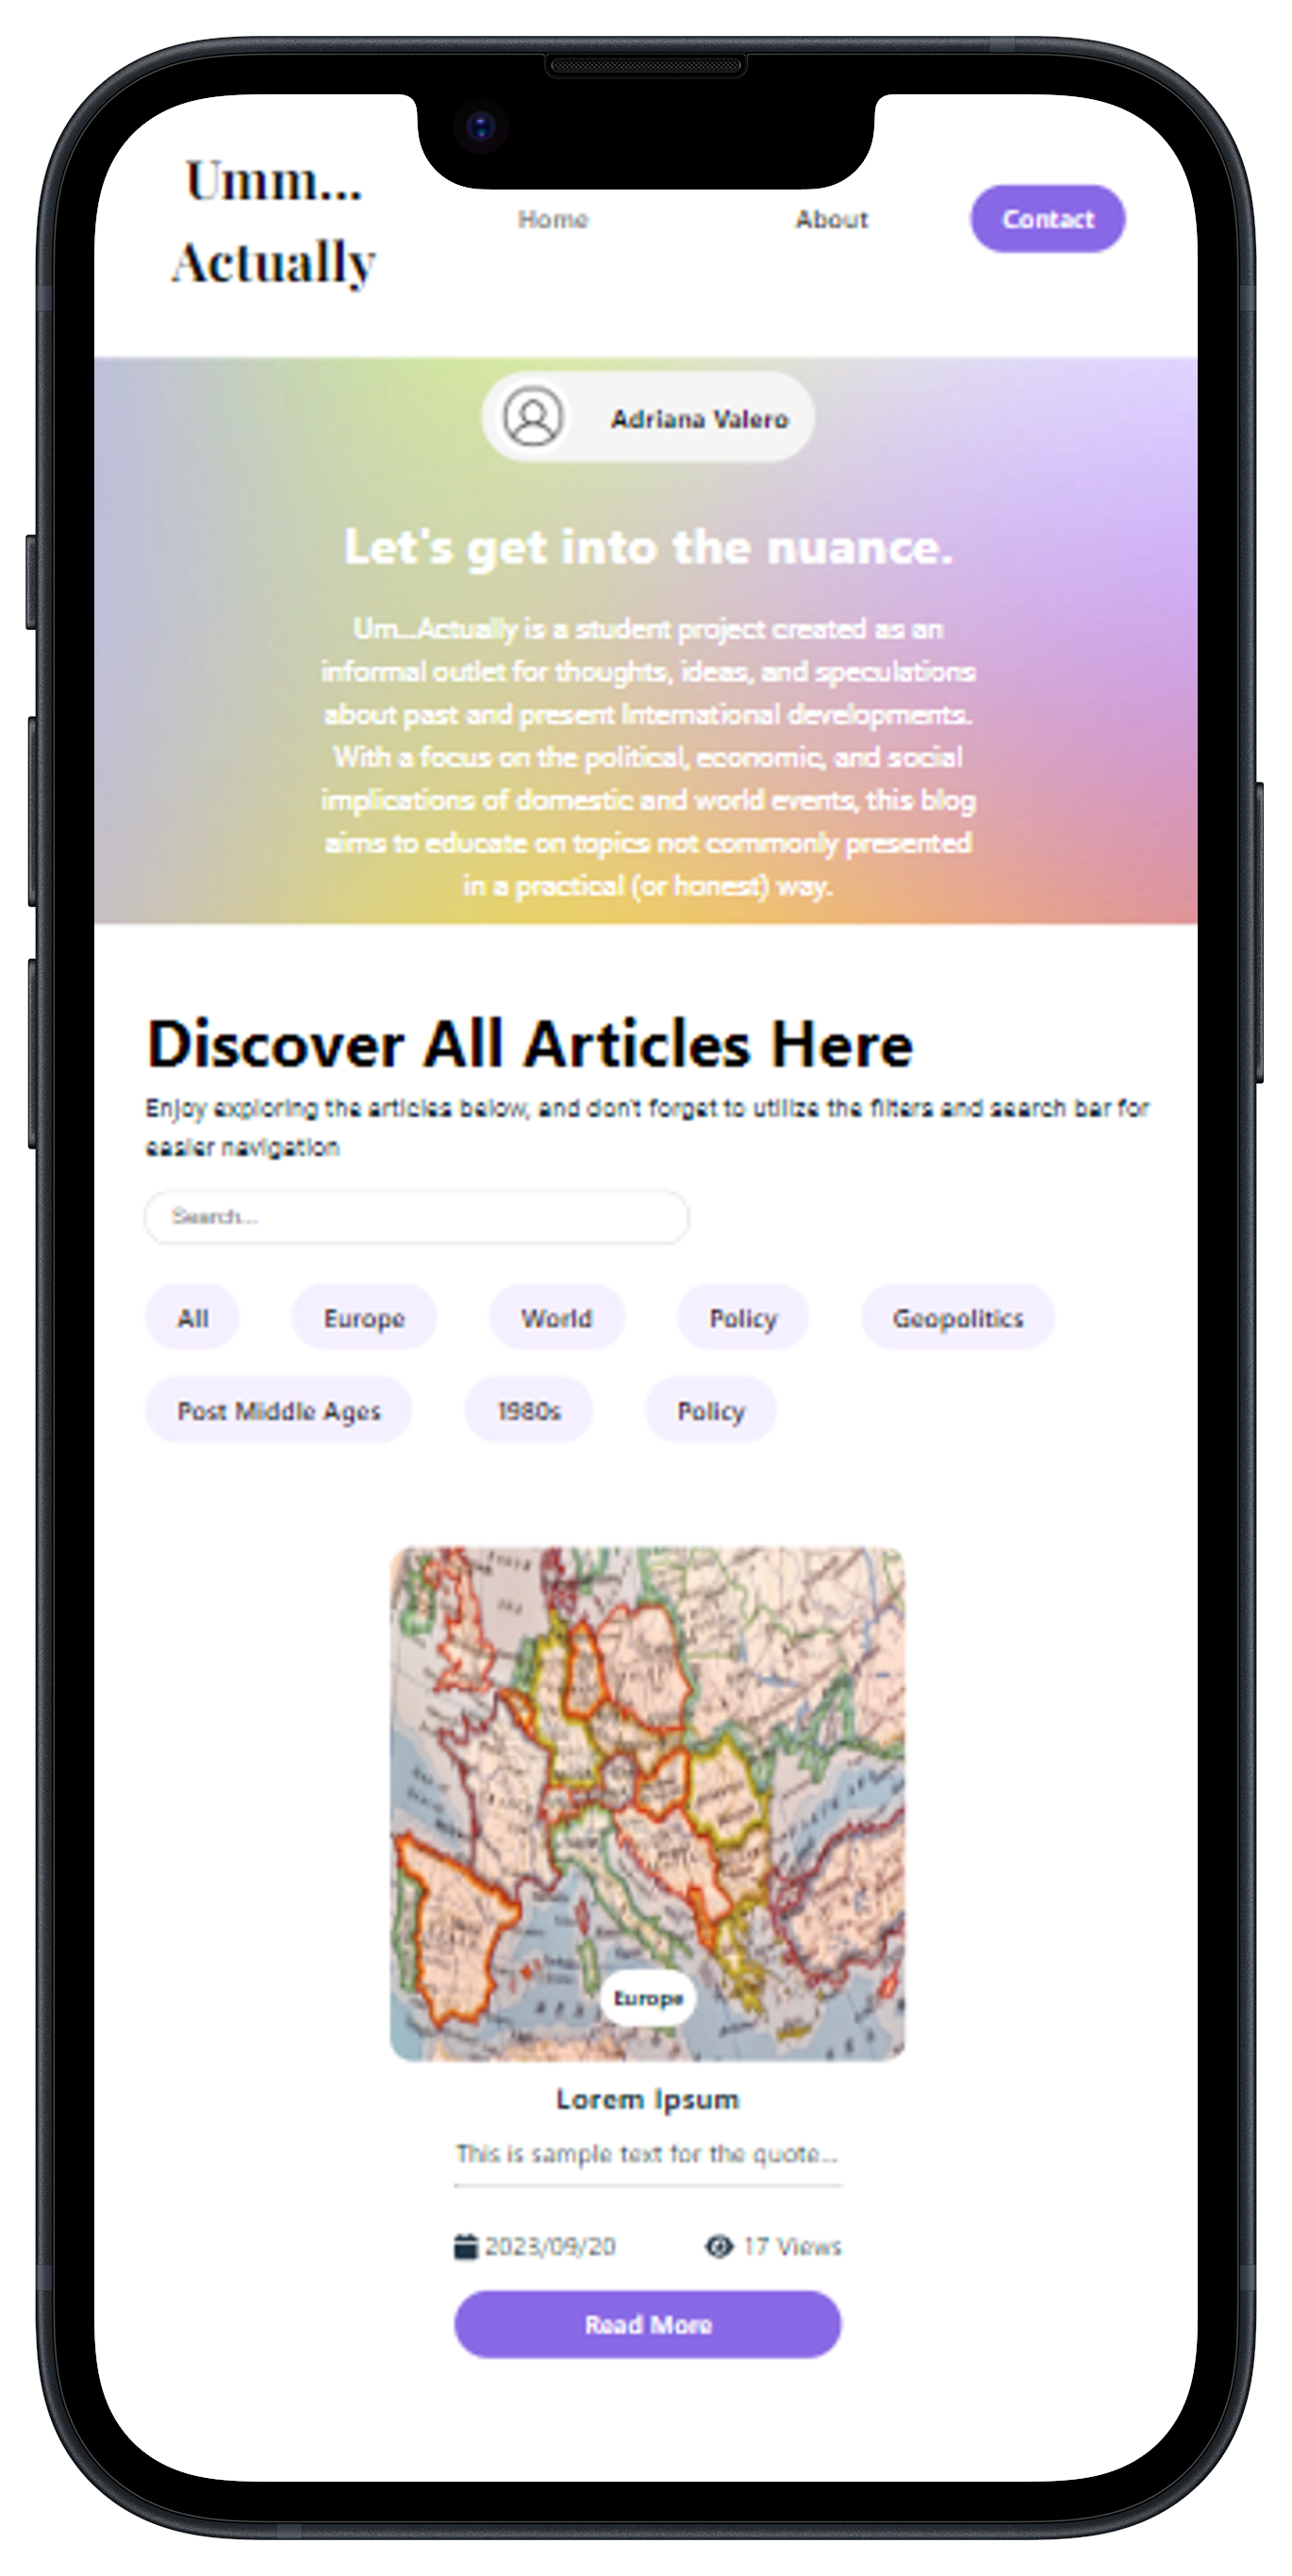 Umm...
Actually
Home
About
Contact
Adriana Valero
Let's get into the nuance.
Um...Actually is a student project created as an
informal outlet for thoughts, ideas, and speculations
about past and present International developments.
With a focus on the political, economic, and social
implications of domestic and world events, this blog
aims to educate on topics not commonly presented
in a practical (or honest) way.
Discover All Articles Here
Enjoy exploring the articles below, and don't forget to utilize the filters and search bar for
easier navigation
Search...
All Europe World Policy Geopolitics
Post Middle Ages 1980s Policy
Europe
Lorem Ipsum
This is sample text for the quote...
2023/09/20 17 Views
Read More